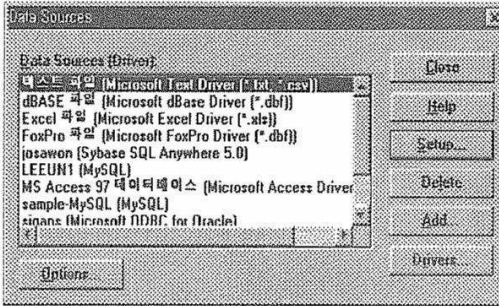 Data Sources
Data Sources (Driver):
텍스트 파일 (Microsoft Text Driver (*.txt, *.csv))
dBASE 파일 (Microsoft dBase Driver (*.dbf))
Excel 파일 (Microsoft Excel Driver (*.xls))
FoxPro 파일 (Microsoft FoxPro Driver (*.dbf))
josawon (Sybase SQL Anywhere 5.0)
LEEUN1 (MySQL)
MS Access 97 데이터베이스 (Microsoft Access Driver
sample-MySQL (MySQL)
(Microsoft ODBC for Oracle)
Close
Help
Setup...
Delete
Add...
Drivers...
Options...